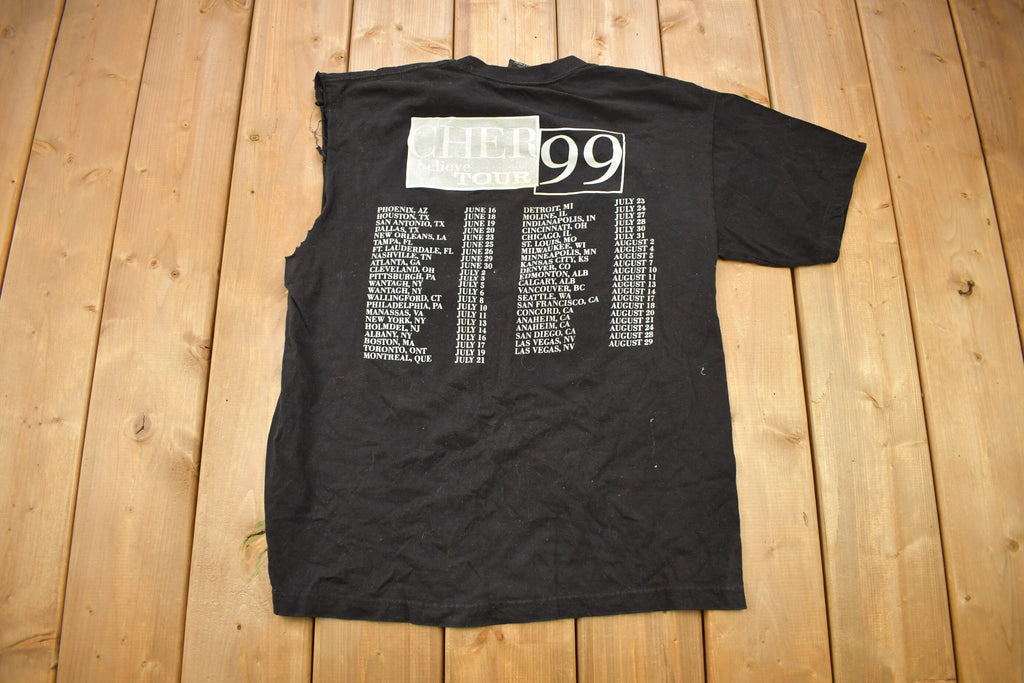 CHER 99
believe
TOUR
PHOENIX, AZ JUNE 16
HOUSTON, TX JUNE 18
SAN ANTONIO, TX JUNE 19
DALLAS, TX JUNE 20
NEW ORLEANS, LA JUNE 23
TAMPA, FL JUNE 25
FT. LAUDERDALE, FL JUNE 26
NASHVILLE, TN JUNE 29
ATLANTA, GA JUNE 30
CLEVELAND, OH JULY 2
PITTSBURGH, PA JULY 3
WANTAGH, NY JULY 5
WANTAGH, NY JULY 6
WALLINGFORD, CT JULY 8
PHILADELPHIA, PA JULY 10
MANASSAS, VA JULY 11
NEW YORK, NY JULY 13
HOLMDEL, NJ JULY 14
ALBANY, NY JULY 16
BOSTON, MA JULY 17
TORONTO, ONT JULY 19
MONTREAL, QUE JULY 21
DETROIT, MI JULY 23
MOLINE, IL JULY 24
INDIANAPOLIS, IN JULY 27
CINCINNATI, OH JULY 28
CHICAGO, IL JULY 30
ST. LOUIS, MO JULY 31
MILWAUKEE, WI AUGUST 2
MINNEAPOLIS, MN AUGUST 4
KANSAS CITY, KS AUGUST 5
DENVER, CO AUGUST 7
EDMONTON, ALB AUGUST 10
CALGARY, ALB AUGUST 11
VANCOUVER, BC AUGUST 13
SEATTLE, WA AUGUST 14
SAN FRANCISCO, CA AUGUST 17
CONCORD, CA AUGUST 18
ANAHEIM, CA AUGUST 20
ANAHEIM, CA AUGUST 21
SAN DIEGO, CA AUGUST 24
LAS VEGAS, NV AUGUST 28
LAS VEGAS, NV AUGUST 29